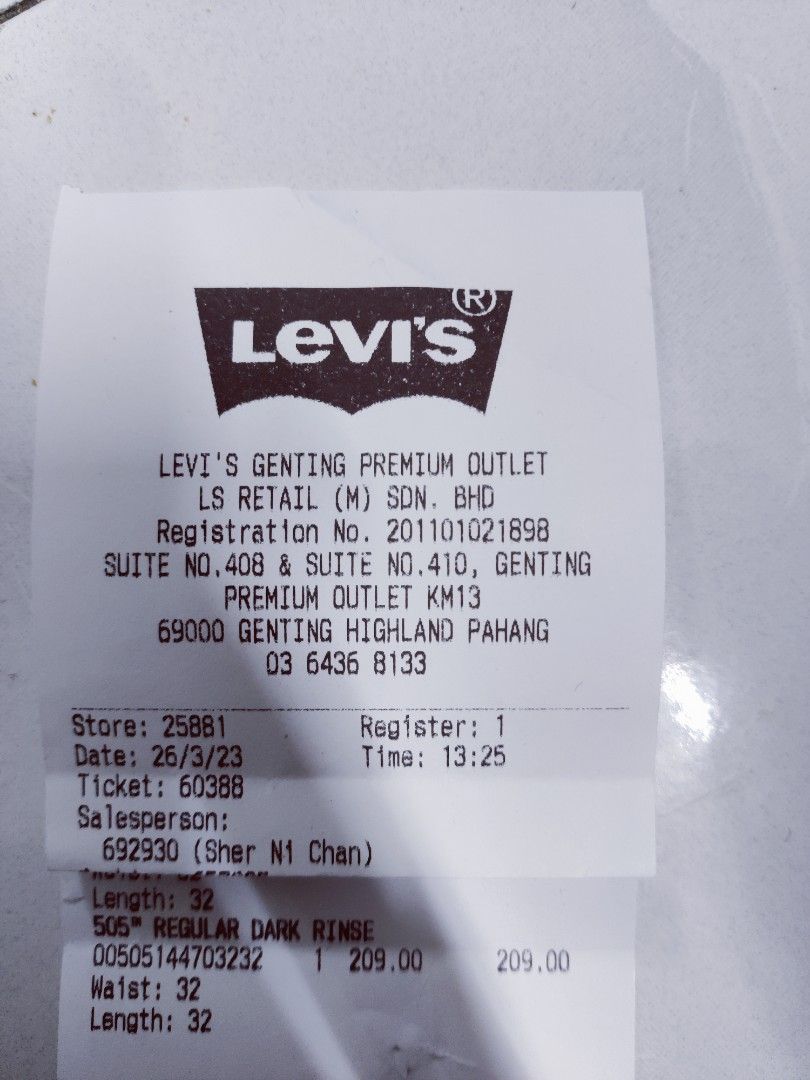 LEVI'S®
LEVI'S GENTING PREMIUM OUTLET
LS RETAIL (M) SDN. BHD
Registration No. 201101021898
SUITE NO.408 & SUITE NO.410, GENTING
PREMIUM OUTLET KM13
69000 GENTING HIGHLAND PAHANG
03 6436 8133
Store: 25881 Register: 1
Date: 26/3/23 Time: 13:25
Ticket: 60388
Salesperson:
692930 (Sher Ni Chan)
Length: 32
505™ REGULAR DARK RINSE
00505144703232 1 209.00 209.00
Waist: 32
Length: 32